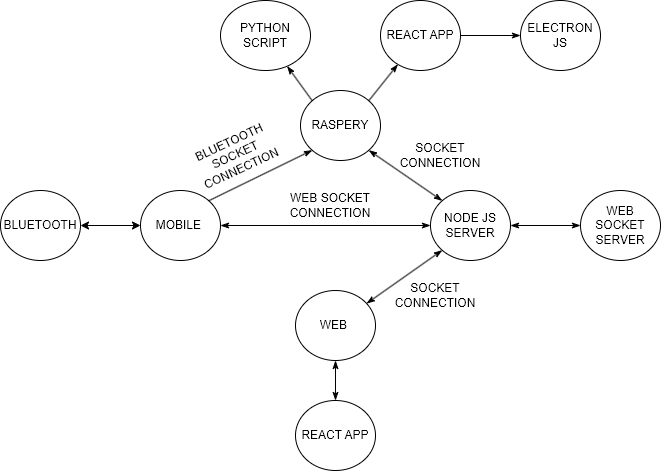 PYTHON
SCRIPT
REACT APP
ELECTRON
JS
RASPERY
BLUETOOTH
SOCKET
CONNECTION
SOCKET
CONNECTION
BLUETOOTH
MOBILE
WEB SOCKET
CONNECTION
NODE JS
SERVER
WEB
SOCKET
SERVER
SOCKET
CONNECTION
WEB
REACT APP